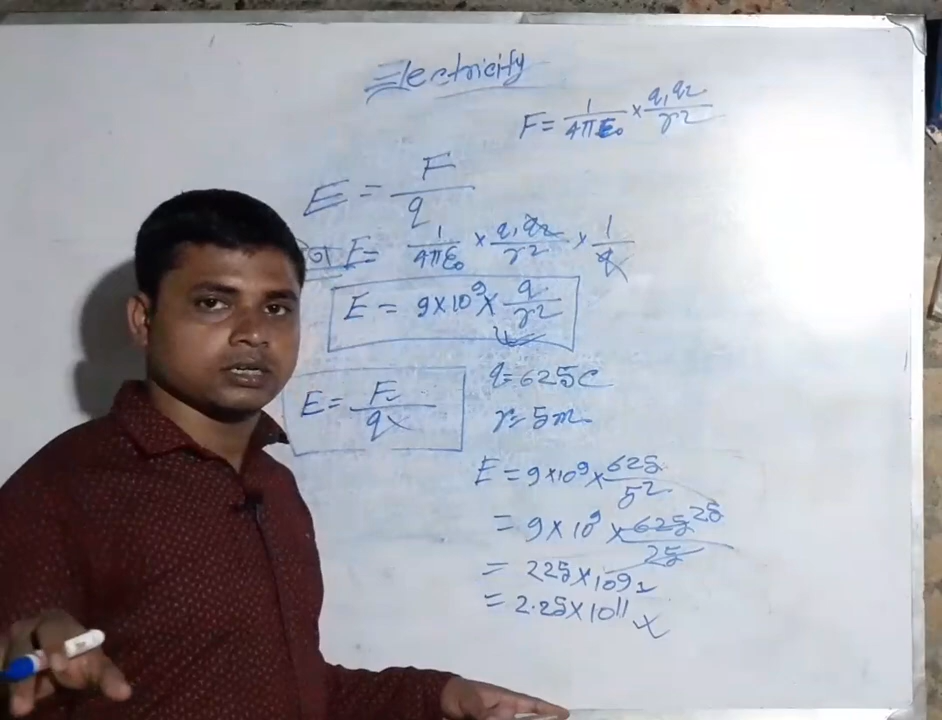 Electricity
F = 1/4πε₀ × q₁q₂/r²
E = F/q
E = 1/4πε₀ × q₁q₂/r² × 1/q
E = 9×10⁹ × q/r²
E = F/q
q = 625C
r = 5m
E = 9×10⁹ × 625/5²
= 9×10⁹ × 625/25 25
= 225×10⁹
= 2.25×10¹¹